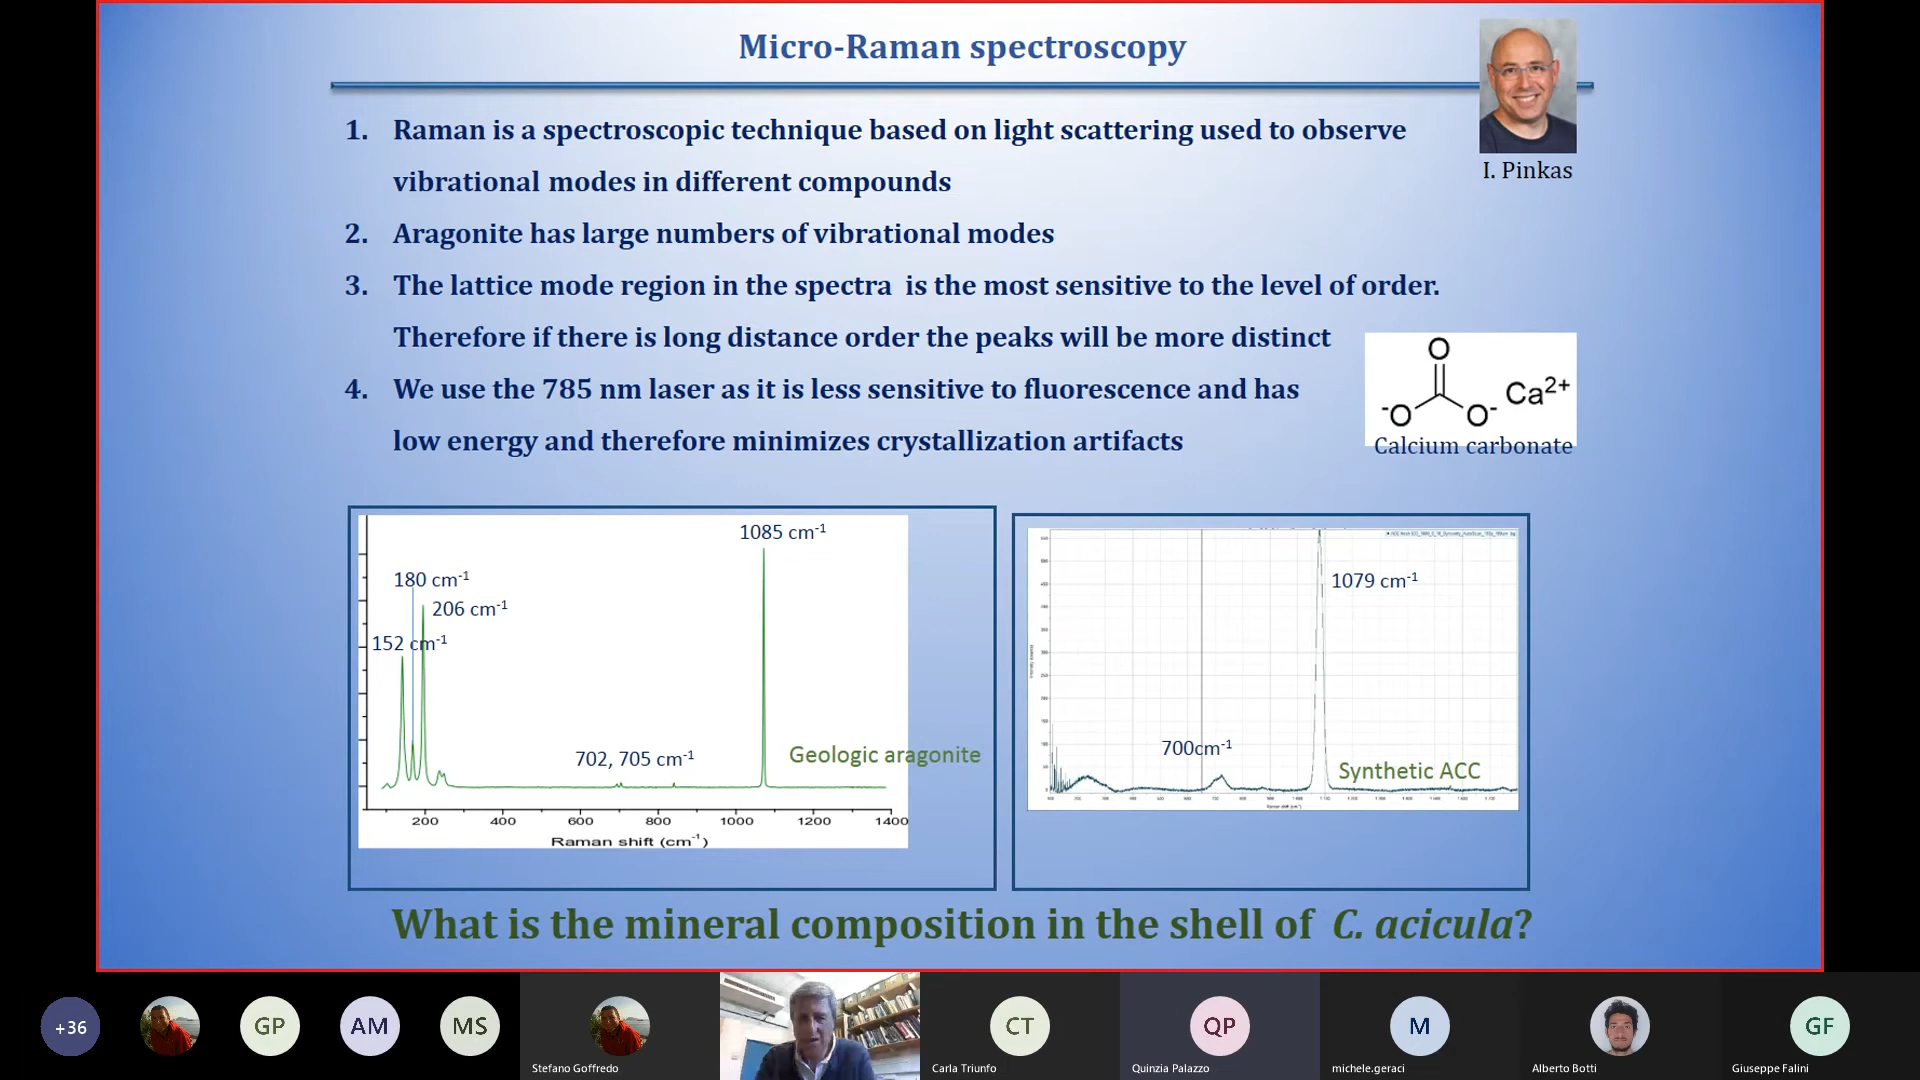 Micro-Raman spectroscopy
1. Raman is a spectroscopic technique based on light scattering used to observe
vibrational modes in different compounds
I. Pinkas
2. Aragonite has large numbers of vibrational modes
3. The lattice mode region in the spectra is the most sensitive to the level of order.
Therefore if there is long distance order the peaks will be more distinct
4. We use the 785 nm laser as it is less sensitive to fluorescence and has
low energy and therefore minimizes crystallization artifacts
O
⁻O O⁻ Ca²⁺
Calcium carbonate
1085 cm⁻¹
180 cm⁻¹
206 cm⁻¹
152 cm⁻¹
702, 705 cm⁻¹
Geologic aragonite
200 400 600 800 1000 1200 1400
Raman shift (cm⁻¹)
1079 cm⁻¹
700cm⁻¹
Synthetic ACC
What is the mineral composition in the shell of C. acicula?
+36
GP
AM
MS
Stefano Goffredo
CT
Carla Triunfo
QP
Quinzia Palazzo
M
michele.geraci
Alberto Botti
GF
Giuseppe Falini